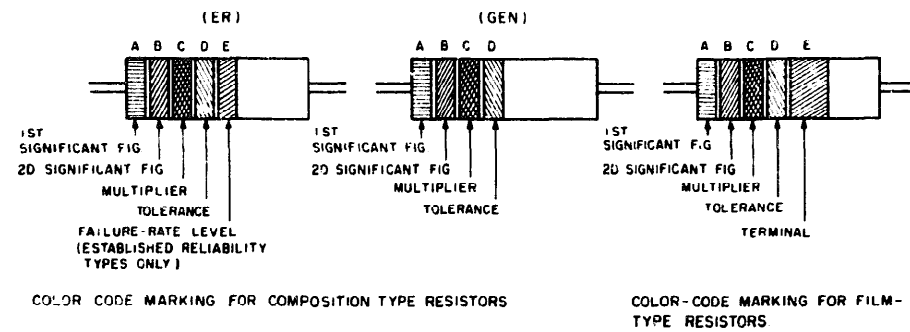 (ER)
A B C D E
1ST
SIGNIFICANT FIG
2D SIGNIFICANT FIG
MULTIPLIER
TOLERANCE
FAILURE-RATE LEVEL
(ESTABLISHED RELIABILITY
TYPES ONLY)
(GEN)
A B C D
1ST
SIGNIFICANT FIG
2D SIGNIFICANT FIG
MULTIPLIER
TOLERANCE
COLOR CODE MARKING FOR COMPOSITION TYPE RESISTORS
A B C D E
1ST
SIGNIFICANT FIG
2D SIGNIFICANT FIG
MULTIPLIER
TOLERANCE
TERMINAL
COLOR-CODE MARKING FOR FILM-
TYPE RESISTORS